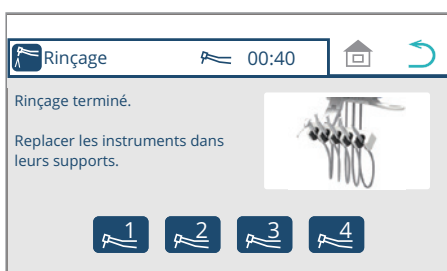 Rinçage 00:40
Rinçage terminé.
Replacer les instruments dans
leurs supports.
1 2 3 4